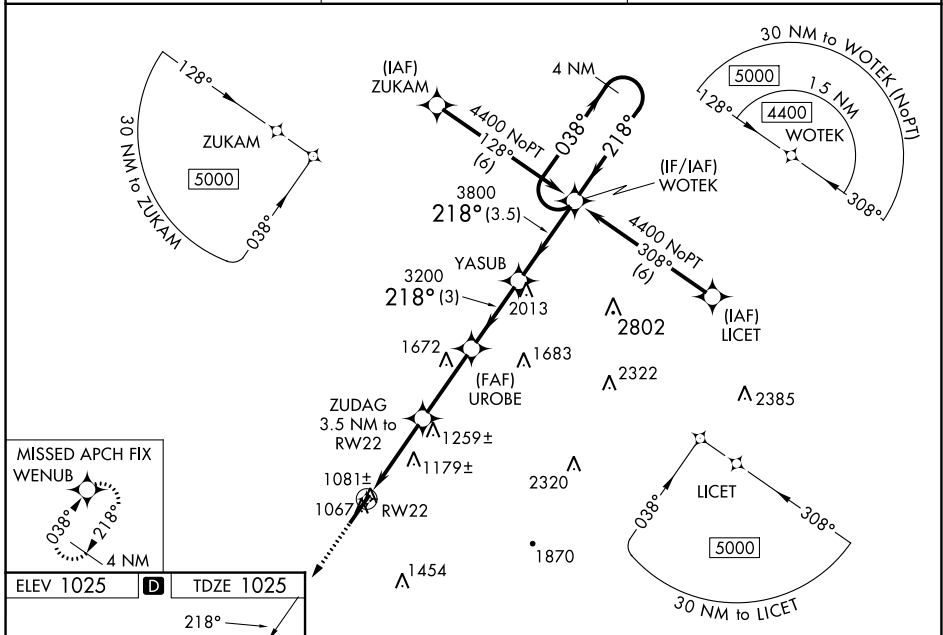 128°
ZUKAM
5000
30 NM to ZUKAM
038°
(IAF)
ZUKAM
4400 NoPT
128°
(6)
4 NM
038°
218°
30 NM to WOTEK (NoPT)
5000
15 NM
4400
128°
WOTEK
308°
(IF/IAF)
WOTEK
3800
218° (3.5)
4400 NoPT
308°
(6)
(IAF)
LICET
YASUB
3200
218° (3)
2013
2802
1672
1683
(FAF)
UROBE
2322
2385
ZUDAG
3.5 NM to
RW22
1259±
1179±
1081±
1067
RW22
2320
1870
1454
LICET
038°
308°
5000
30 NM to LICET
MISSED APCH FIX
WENUB
038°
218°
4 NM
ELEV 1025 D TDZE 1025
218°